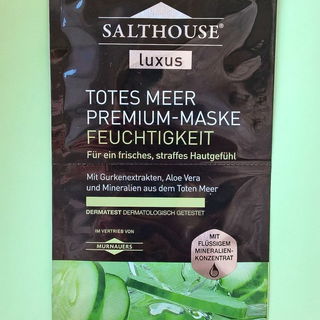 SALTHOUSE®
luxus
TOTES MEER
PREMIUM-MASKE
FEUCHTIGKEIT
Für ein frisches, straffes Hautgefühl
Mit Gurkenextrakten, Aloe Vera
und Mineralien aus dem Toten Meer
DERMATEST DERMATOLOGISCH GETESTET
IM VERTRIEB VON
MURNAUERS
MIT
FLÜSSIGEM
MINERALIEN-
KONZENTRAT